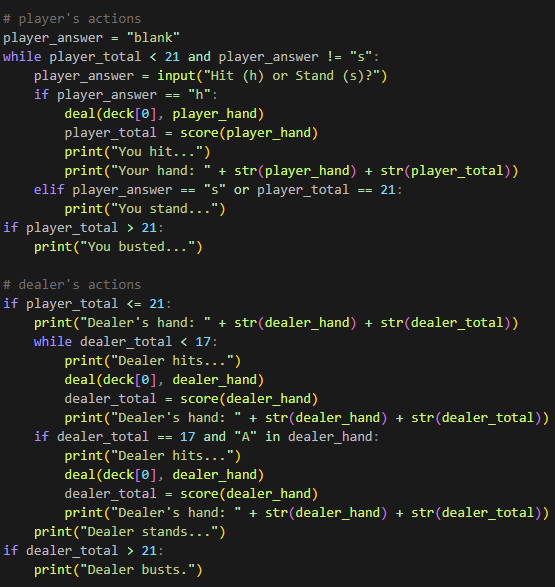 # player's actions
player_answer = "blank"
while player_total < 21 and player_answer != "s":
    player_answer = input("Hit (h) or Stand (s)?")
    if player_answer == "h":
        deal(deck[0], player_hand)
        player_total = score(player_hand)
        print("You hit...")
        print("Your hand: " + str(player_hand) + str(player_total))
    elif player_answer == "s" or player_total == 21:
        print("You stand...")
if player_total > 21:
    print("You busted...")

# dealer's actions
if player_total <= 21:
    print("Dealer's hand: " + str(dealer_hand) + str(dealer_total))
    while dealer_total < 17:
        print("Dealer hits...")
        deal(deck[0], dealer_hand)
        dealer_total = score(dealer_hand)
        print("Dealer's hand: " + str(dealer_hand) + str(dealer_total))
    if dealer_total == 17 and "A" in dealer_hand:
        print("Dealer hits...")
        deal(deck[0], dealer_hand)
        dealer_total = score(dealer_hand)
        print("Dealer's hand: " + str(dealer_hand) + str(dealer_total))
    print("Dealer stands...")
if dealer_total > 21:
    print("Dealer busts.")